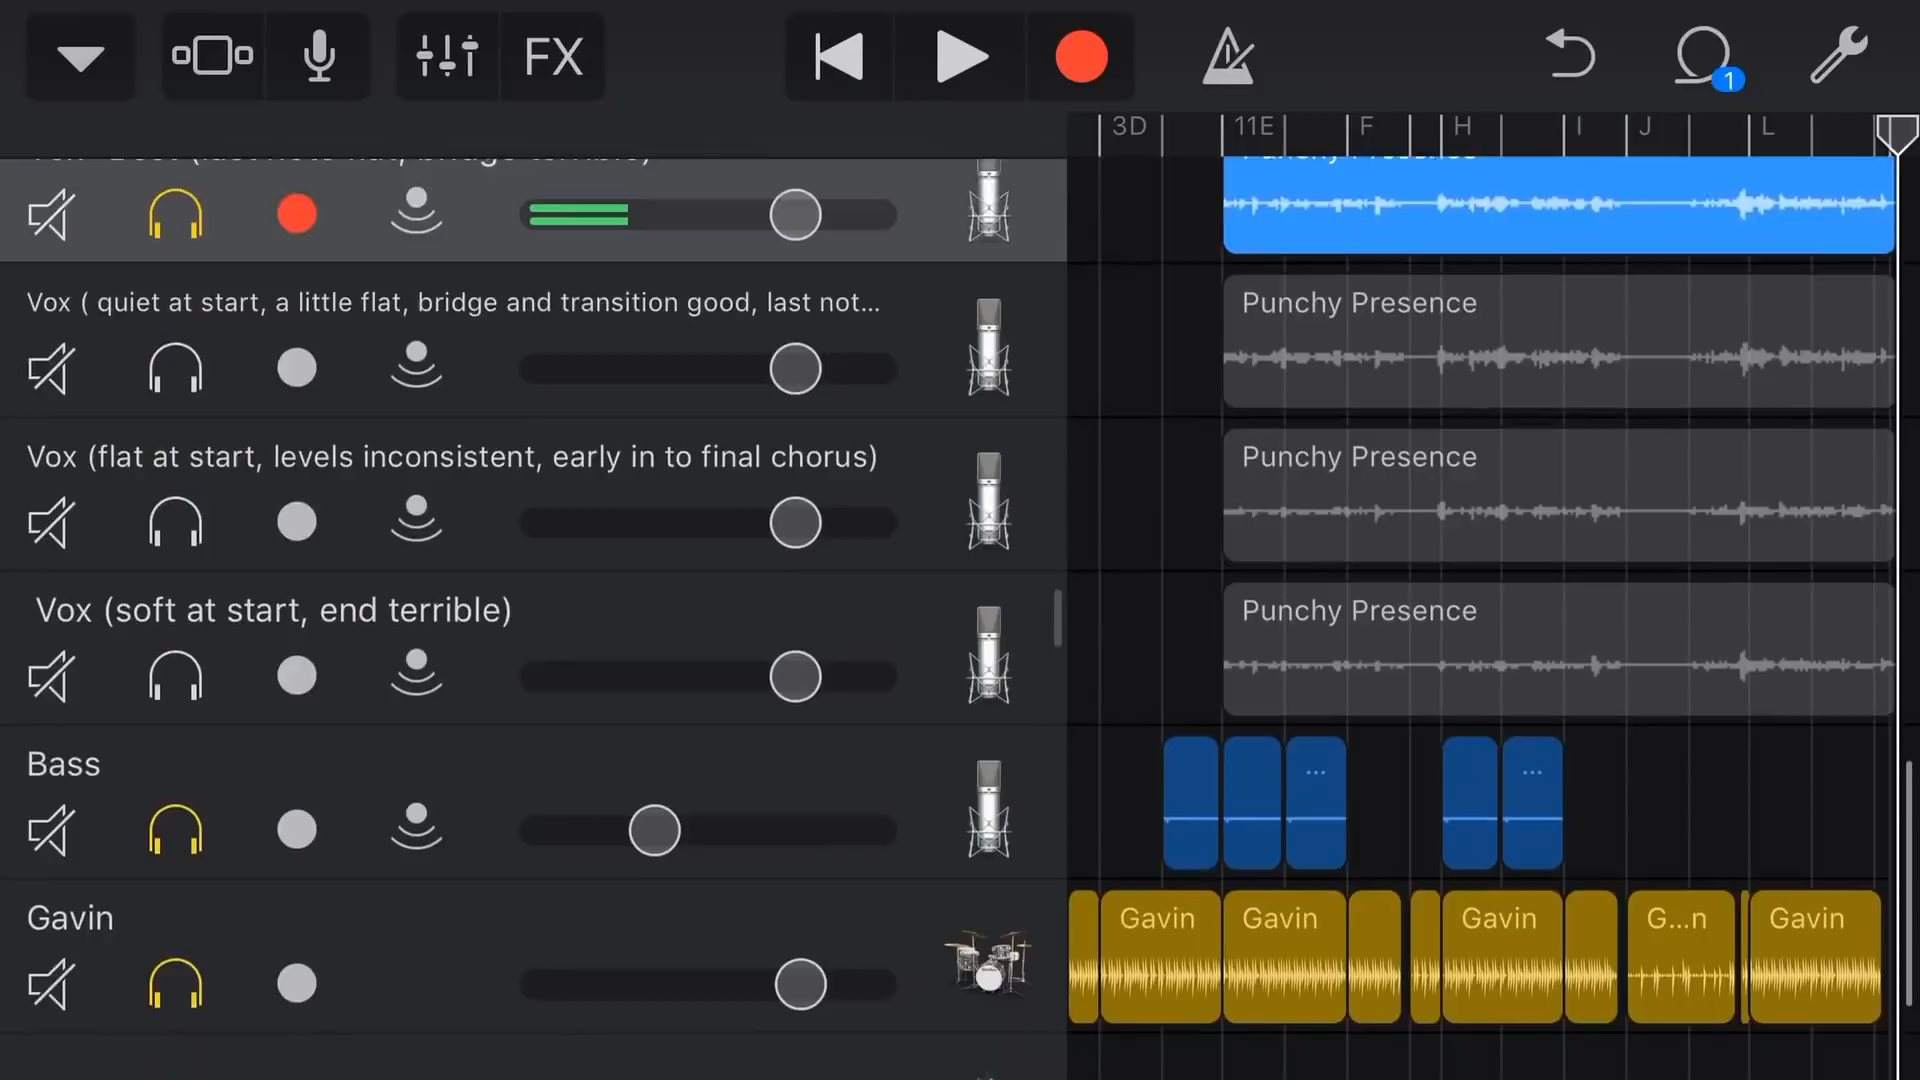 FX
1
3D 11E F H I J L
Vox ( quiet at start, a little flat, bridge and transition good, last not...
Punchy Presence
Vox (flat at start, levels inconsistent, early in to final chorus)
Punchy Presence
Vox (soft at start, end terrible)
Punchy Presence
Bass
... ...
Gavin
Gavin Gavin Gavin G...n Gavin